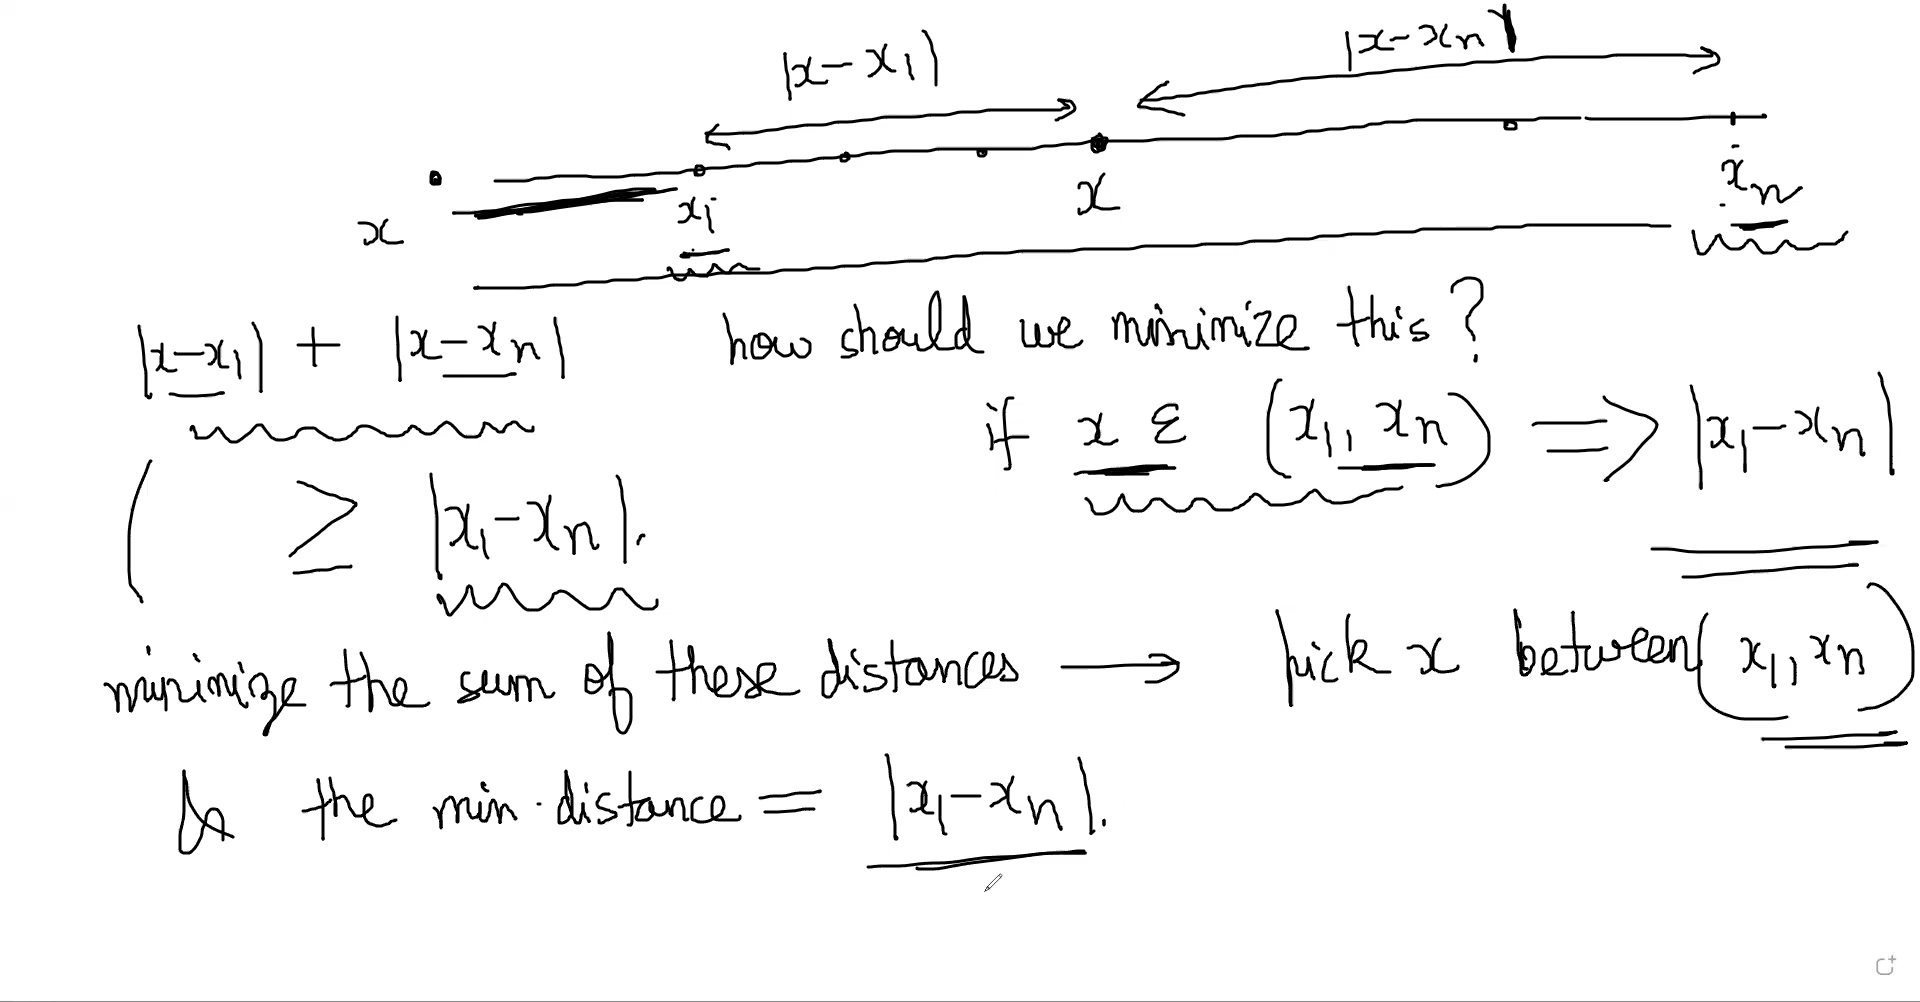 |x-x₁| |x-xₙ|
x x₁ x xₙ
|x-x₁| + |x-xₙ| how should we minimize this?
if x ε (x₁, xₙ) ⇒ |x₁-xₙ|
( ≥ |x₁-xₙ|.
minimize the sum of these distances → pick x between (x₁, xₙ)
& the min. distance = |x₁-xₙ|.